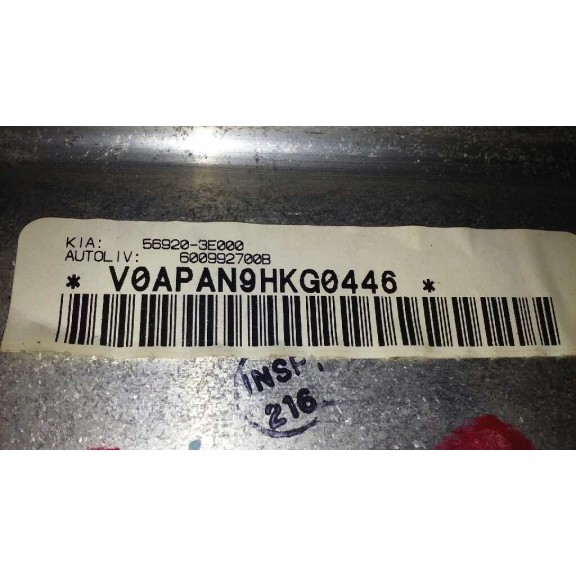 KIA: 56920-3E000
AUTOLIV: 600992700B
* V0APAN9HKG0446 *
INSP.
216